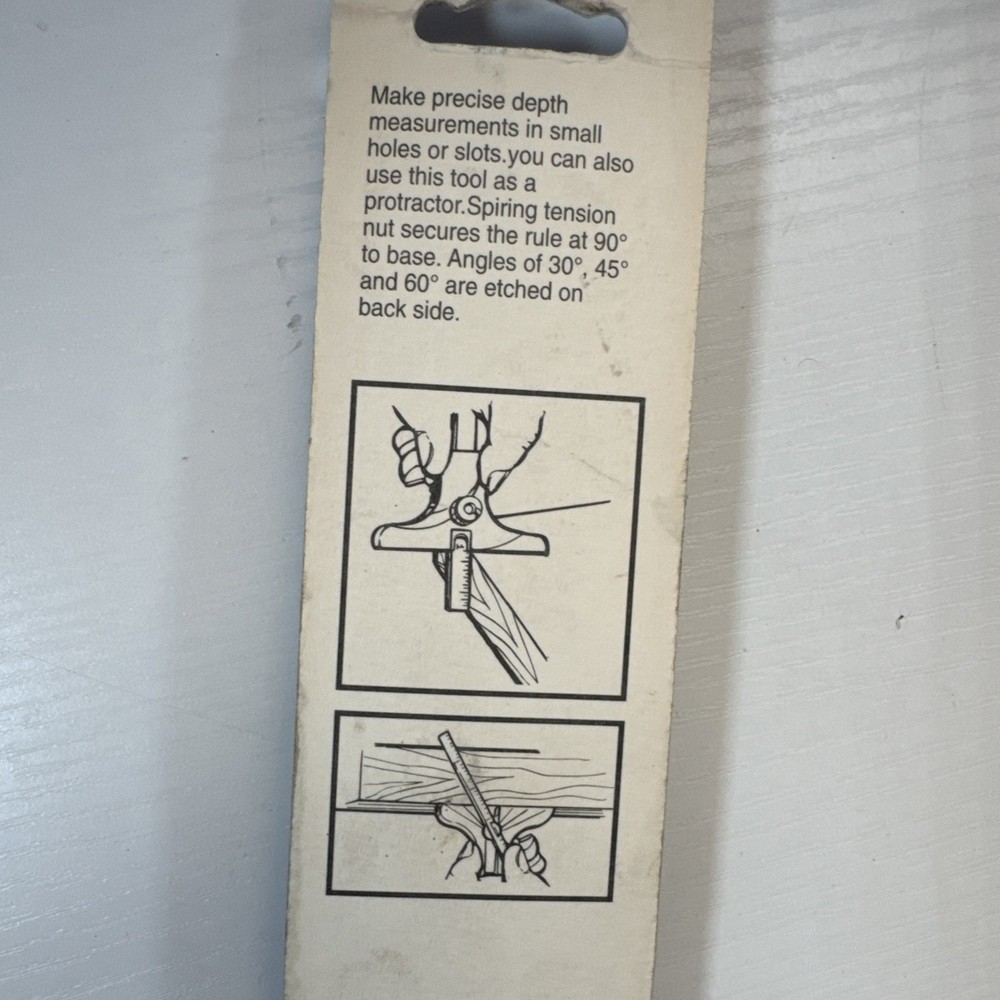 Make precise depth
measurements in small
holes or slots.you can also
use this tool as a
protractor.Spiring tension
nut secures the rule at 90°
to base. Angles of 30°, 45°
and 60° are etched on
back side.